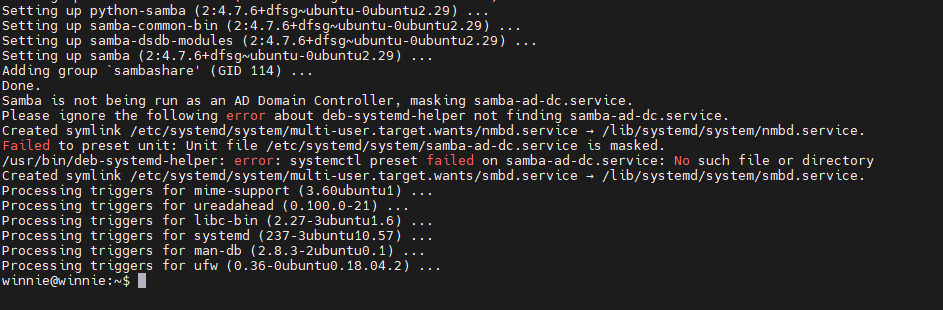 Setting up python-samba (2:4.7.6+dfsg~ubuntu-0ubuntu2.29) ...
Setting up samba-common-bin (2:4.7.6+dfsg~ubuntu-0ubuntu2.29) ...
Setting up samba-dsdb-modules (2:4.7.6+dfsg~ubuntu-0ubuntu2.29) ...
Setting up samba (2:4.7.6+dfsg~ubuntu-0ubuntu2.29) ...
Adding group `sambashare' (GID 114) ...
Done.
Samba is not being run as an AD Domain Controller, masking samba-ad-dc.service.
Please ignore the following error about deb-systemd-helper not finding samba-ad-dc.service.
Created symlink /etc/systemd/system/multi-user.target.wants/nmbd.service → /lib/systemd/system/nmbd.service.
Failed to preset unit: Unit file /etc/systemd/system/samba-ad-dc.service is masked.
/usr/bin/deb-systemd-helper: error: systemctl preset failed on samba-ad-dc.service: No such file or directory
Created symlink /etc/systemd/system/multi-user.target.wants/smbd.service → /lib/systemd/system/smbd.service.
Processing triggers for mime-support (3.60ubuntu1) ...
Processing triggers for ureadahead (0.100.0-21) ...
Processing triggers for libc-bin (2.27-3ubuntu1.6) ...
Processing triggers for systemd (237-3ubuntu10.57) ...
Processing triggers for man-db (2.8.3-2ubuntu0.1) ...
Processing triggers for ufw (0.36-0ubuntu0.18.04.2) ...
winnie@winnie:~$